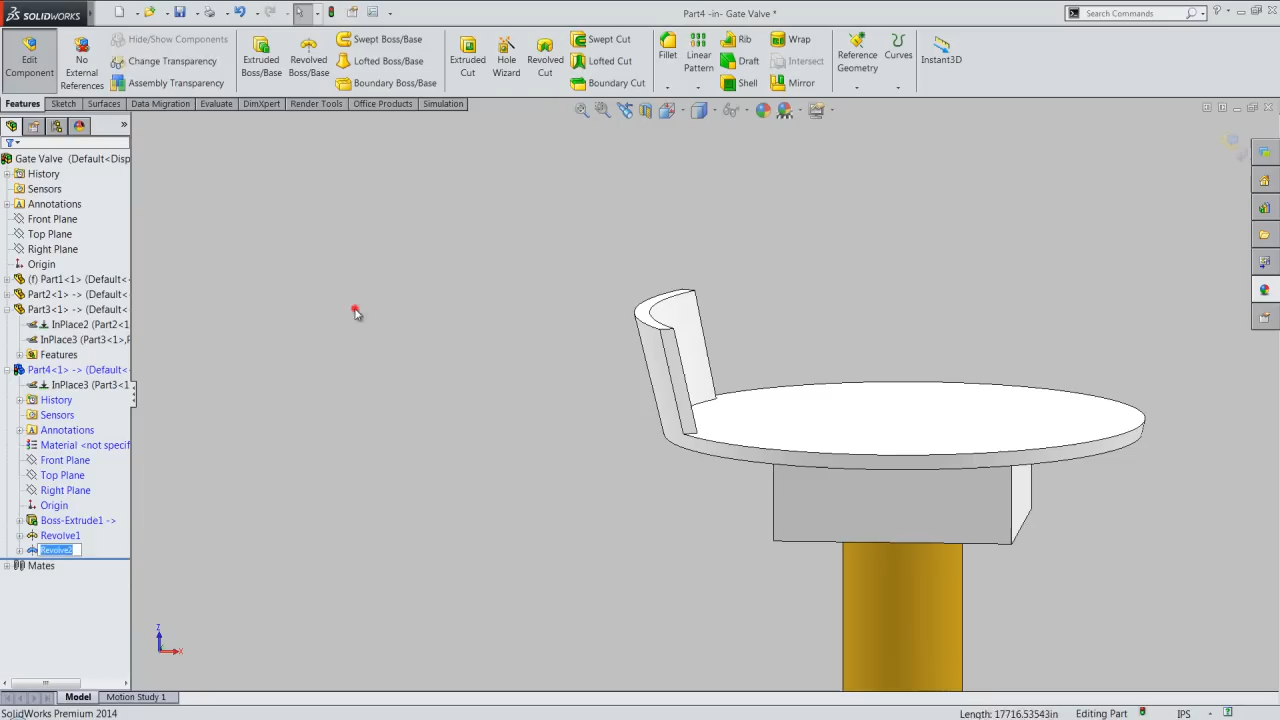 SOLIDWORKS
Part4 -in- Gate Valve *
Search Commands
Edit Component
No External References
Hide/Show Components
Change Transparency
Assembly Transparency
Extruded Boss/Base
Revolved Boss/Base
Swept Boss/Base
Lofted Boss/Base
Boundary Boss/Base
Extruded Cut
Hole Wizard
Revolved Cut
Swept Cut
Lofted Cut
Boundary Cut
Fillet
Linear Pattern
Rib
Draft
Shell
Wrap
Intersect
Mirror
Reference Geometry
Curves
Instant3D
Features Sketch Surfaces Data Migration Evaluate DimXpert Render Tools Office Products Simulation
Gate Valve (Default<Disp
History
Sensors
Annotations
Front Plane
Top Plane
Right Plane
Origin
(f) Part1<1> (Default<
Part2<1> -> (Default<
Part3<1> -> (Default<
InPlace2 (Part2<1
InPlace3 (Part3<1>,P
Features
Part4<1> -> (Default<
InPlace3 (Part3<1
History
Sensors
Annotations
Material <not specif
Front Plane
Top Plane
Right Plane
Origin
Boss-Extrude1 ->
Revolve1
Revolve2
Mates
Z
X
Model Motion Study 1
SolidWorks Premium 2014
Length: 17716.53543in Editing Part IPS